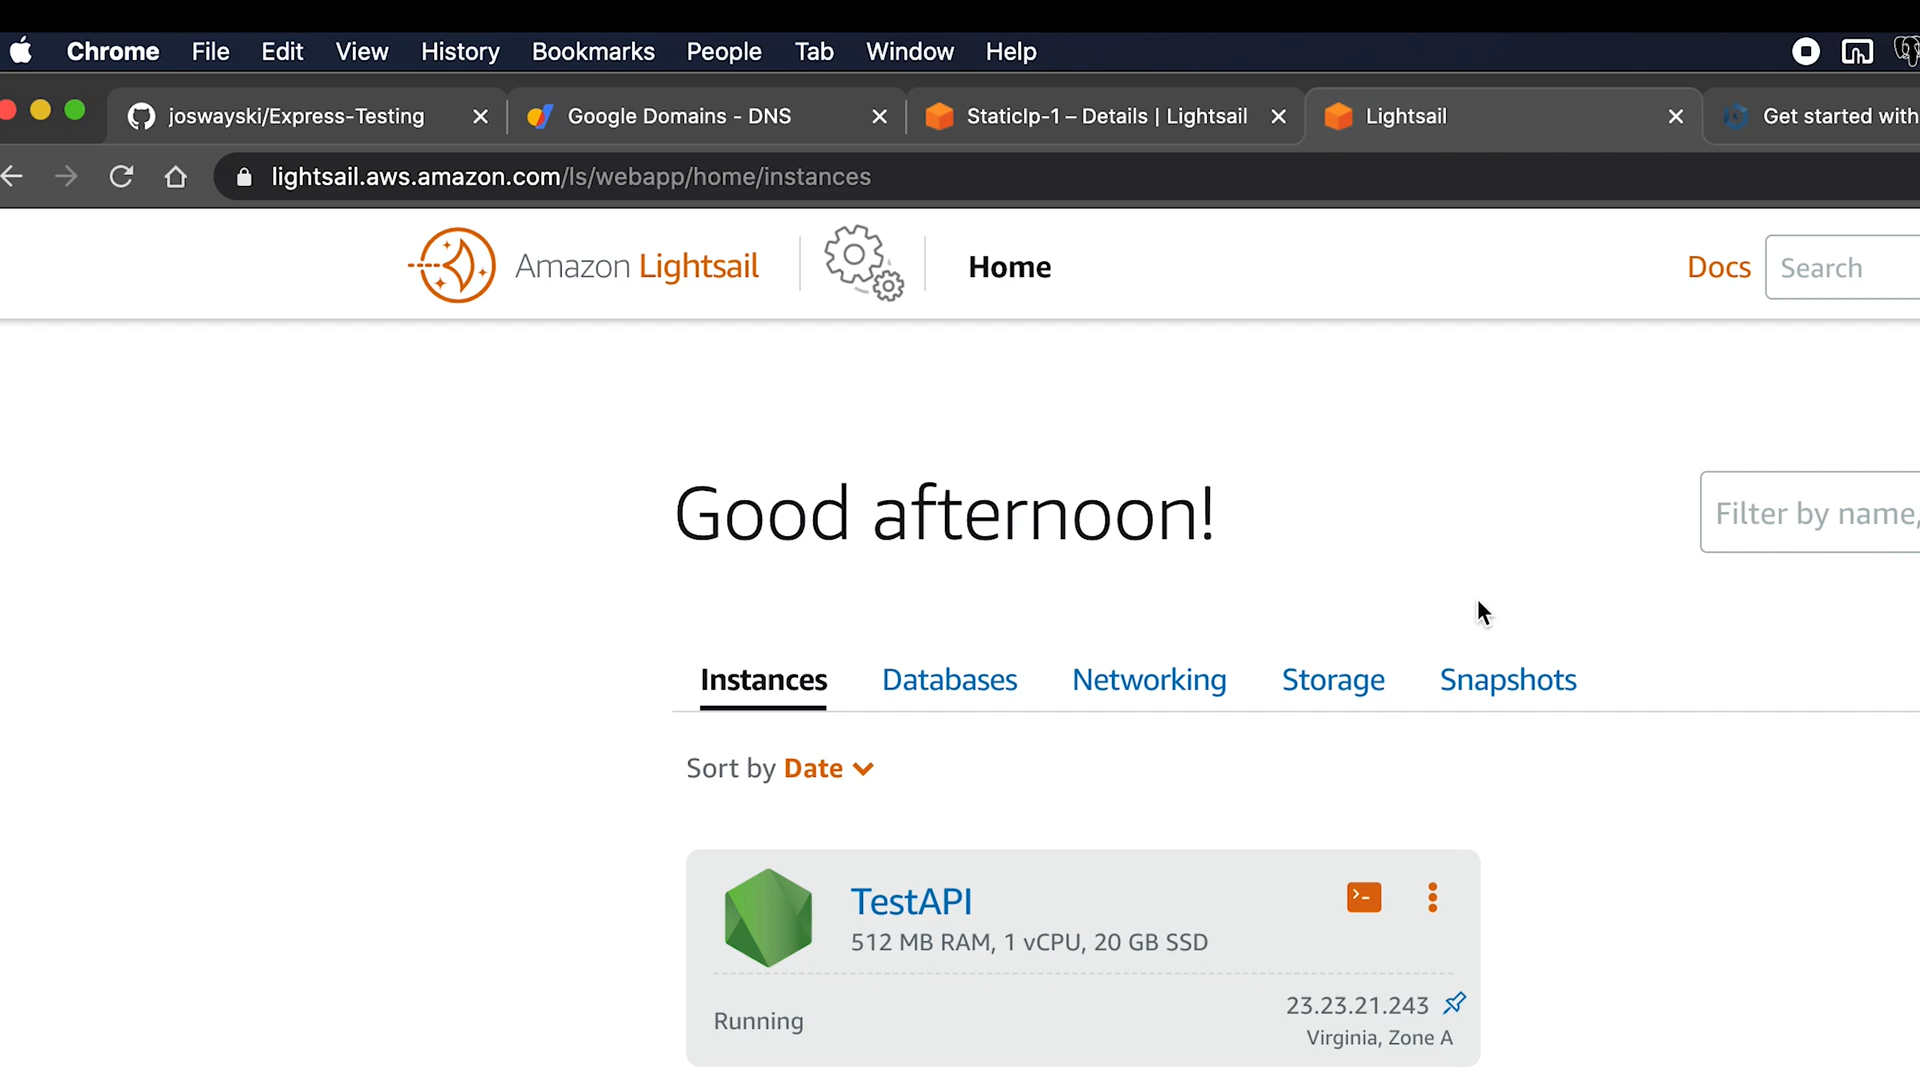 Chrome File Edit View History Bookmarks People Tab Window Help
joswayski/Express-Testing Google Domains - DNS StaticIp-1 – Details | Lightsail Lightsail Get started with
lightsail.aws.amazon.com/ls/webapp/home/instances
Amazon Lightsail Home Docs Search
Good afternoon!
Filter by name,
Instances Databases Networking Storage Snapshots
Sort by Date
TestAPI
512 MB RAM, 1 vCPU, 20 GB SSD
Running
23.23.21.243
Virginia, Zone A